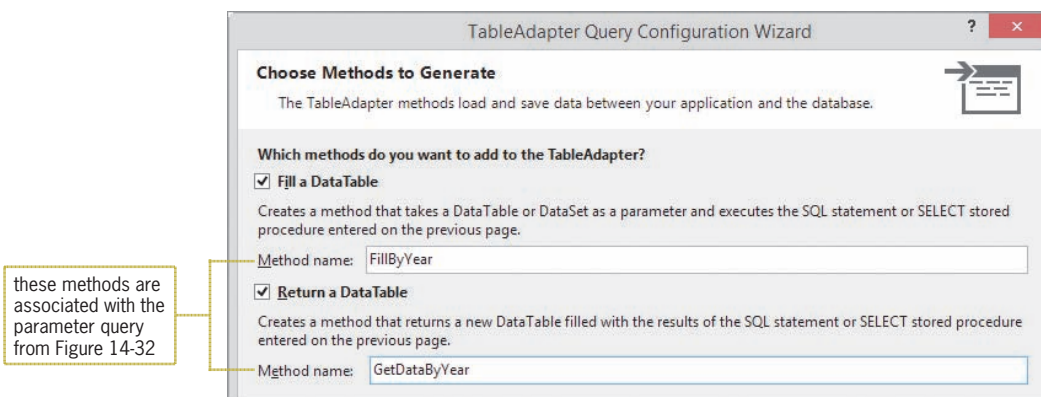 TableAdapter Query Configuration Wizard
?
×
Choose Methods to Generate
The TableAdapter methods load and save data between your application and the database.
Which methods do you want to add to the TableAdapter?
Fill a DataTable
Creates a method that takes a DataTable or DataSet as a parameter and executes the SQL statement or SELECT stored
procedure entered on the previous page.
Method name: FillByYear
Return a DataTable
Creates a method that returns a new DataTable filled with the results of the SQL statement or SELECT stored procedure
entered on the previous page.
Method name: GetDataByYear
these methods are
associated with the
parameter query
from Figure 14-32